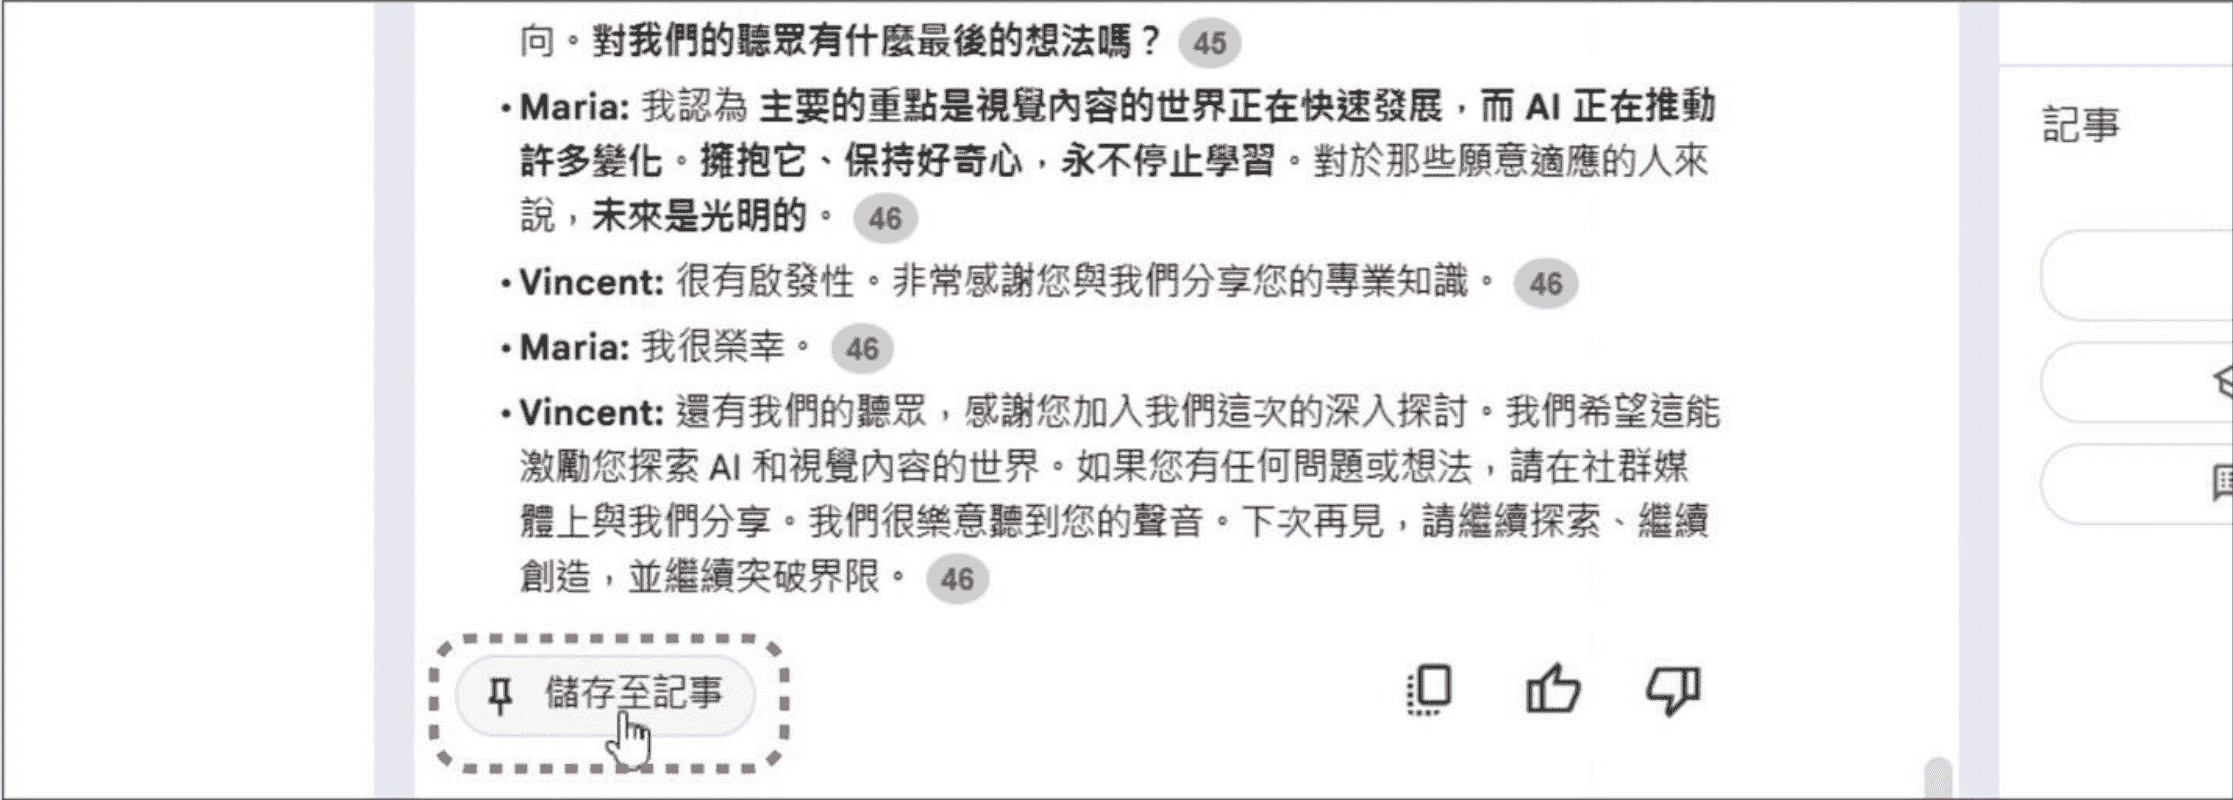 向。對我們的聽眾有什麼最後的想法嗎？ 45
• Maria: 我認為 主要的重點是視覺內容的世界正在快速發展，而 AI 正在推動
許多變化。擁抱它、保持好奇心，永不停止學習。對於那些願意適應的人來
說，未來是光明的。 46
• Vincent: 很有啟發性。非常感謝您與我們分享您的專業知識。 46
• Maria: 我很榮幸。 46
• Vincent: 還有我們的聽眾，感謝您加入我們這次的深入探討。我們希望這能
激勵您探索 AI 和視覺內容的世界。如果您有任何問題或想法，請在社群媒
體上與我們分享。我們很樂意聽到您的聲音。下次再見，請繼續探索、繼續
創造，並繼續突破界限。 46
儲存至記事
記事